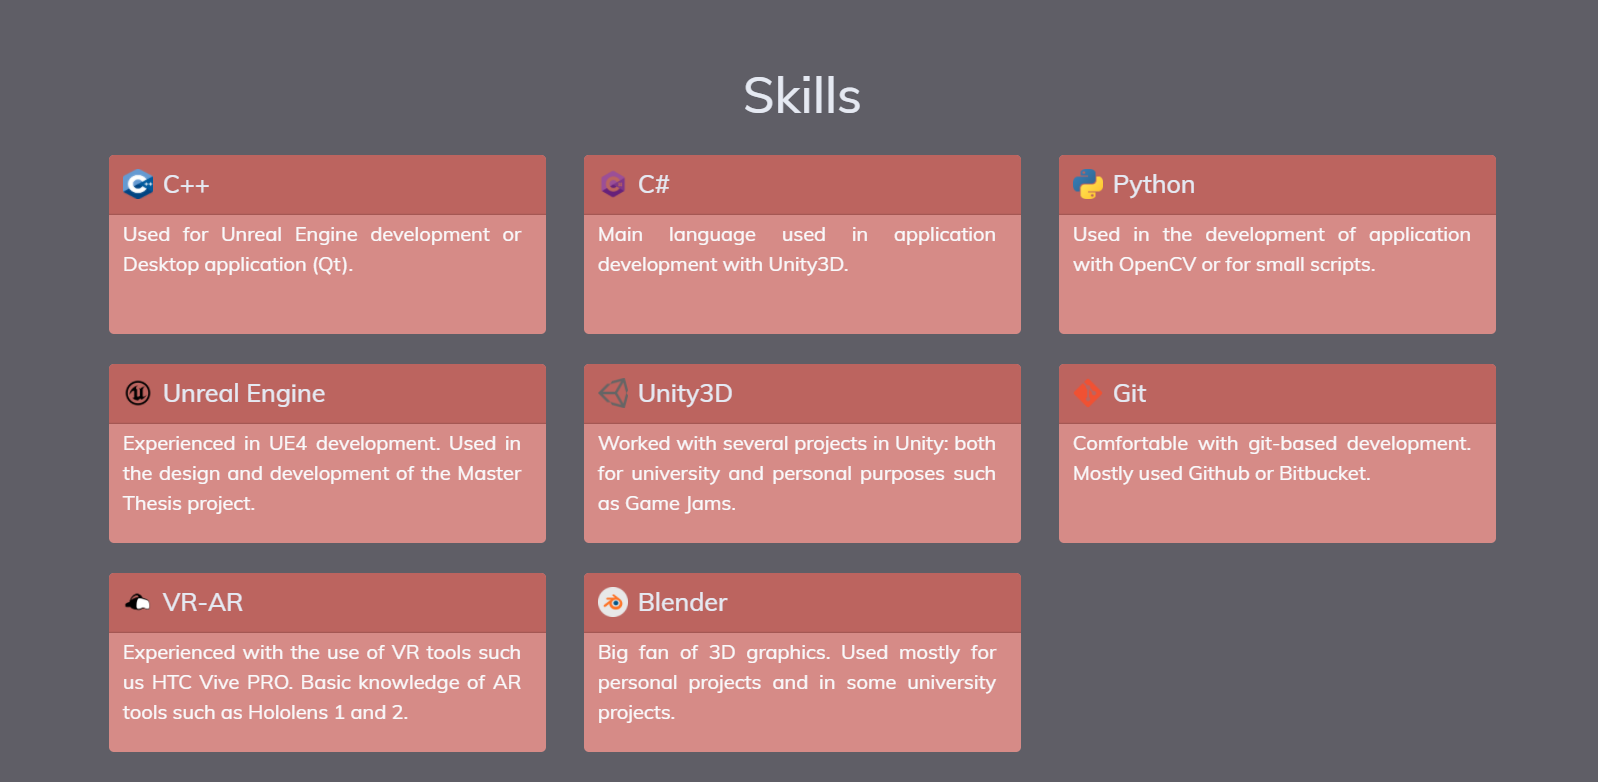 Skills
C++
Used for Unreal Engine development or
Desktop application (Qt).
C#
Main language used in application
development with Unity3D.
Python
Used in the development of application
with OpenCV or for small scripts.
Unreal Engine
Experienced in UE4 development. Used in
the design and development of the Master
Thesis project.
Unity3D
Worked with several projects in Unity: both
for university and personal purposes such
as Game Jams.
Git
Comfortable with git-based development.
Mostly used Github or Bitbucket.
VR-AR
Experienced with the use of VR tools such
us HTC Vive PRO. Basic knowledge of AR
tools such as Hololens 1 and 2.
Blender
Big fan of 3D graphics. Used mostly for
personal projects and in some university
projects.